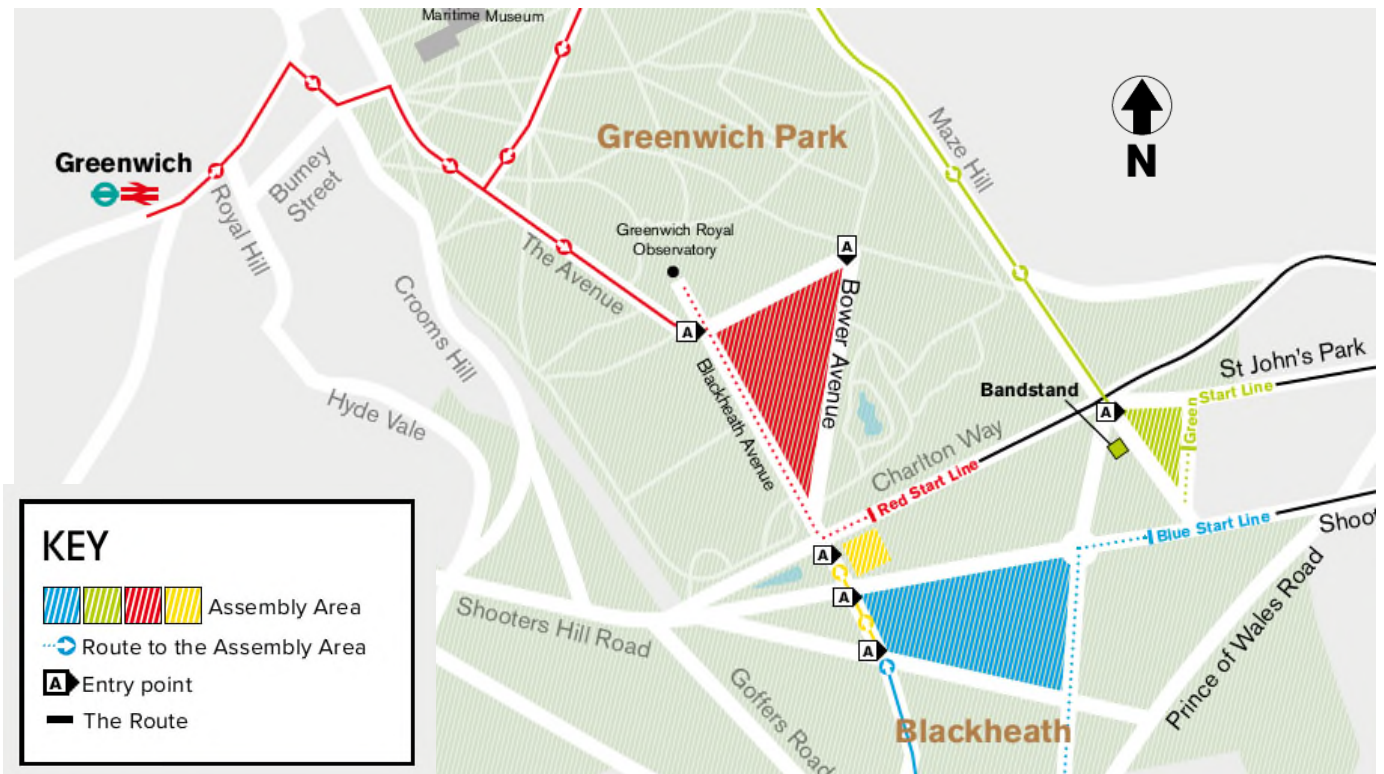 Maritime Museum
Greenwich Park
Maze Hill
N
Greenwich
Royal Hill
Burney
Street
Crooms Hill
The Avenue
Greenwich Royal
Observatory
A
Bower Avenue
A
Blackheath Avenue
Hyde Vale
Bandstand
A
St John's Park
Green
Start Line
Charlton Way
Red Start Line
Blue Start Line
Shoot
A
A
A
Shooters Hill Road
Goffers Road
Blackheath
Prince of Wales Road
KEY
Assembly Area
Route to the Assembly Area
A
Entry point
The Route